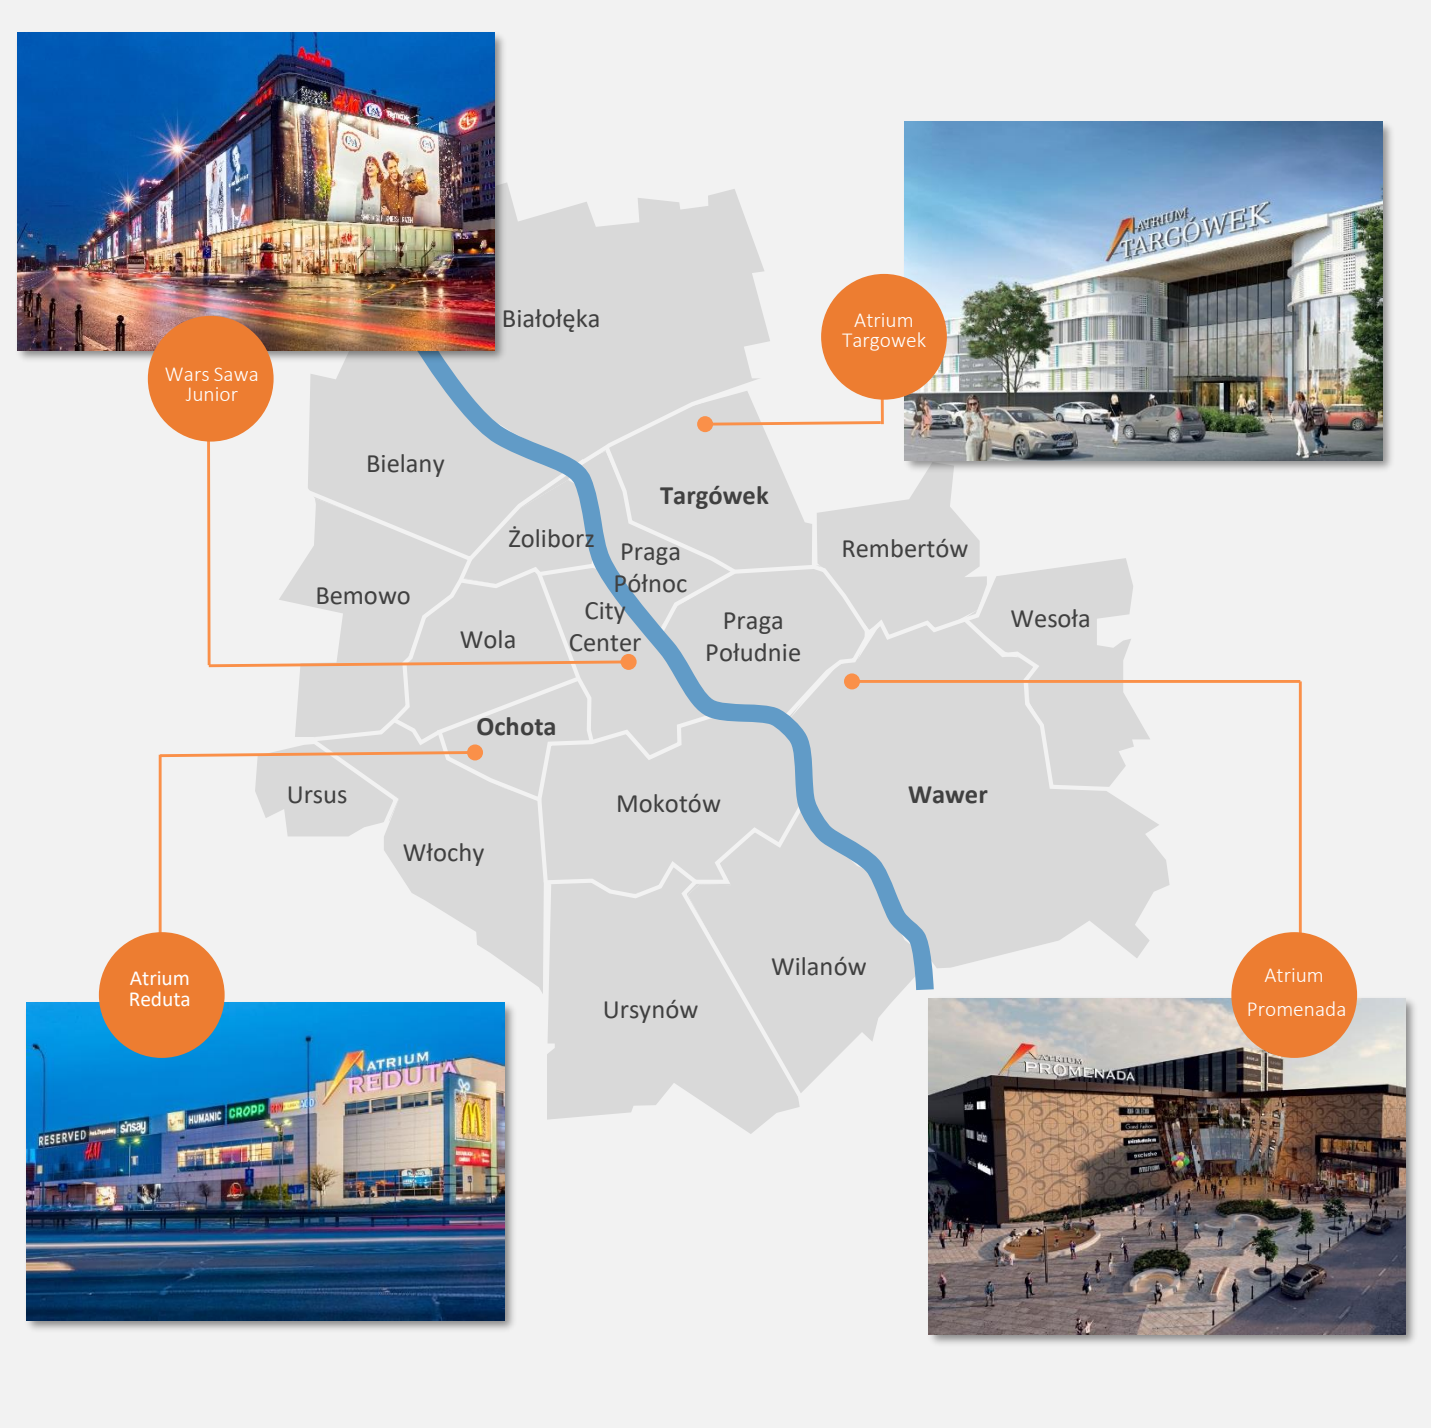 Amica
H&M
C&A
C&A
C&A
LG
ATRIUM
TARGÓWEK
Białołęka
Atrium
Targowek
Wars Sawa
Junior
Bielany
Targówek
Żoliborz
Praga
Północ
Rembertów
Bemowo
City
Center
Wola
Praga
Południe
Wesoła
Ochota
Ursus
Mokotów
Wawer
Włochy
Wilanów
Ursynów
Atrium
Reduta
Atrium
Promenada
ATRIUM
REDUTA
RESERVED
sinsay
HUMANIC
CROPP
H&M
ATRIUM
PROMENADA